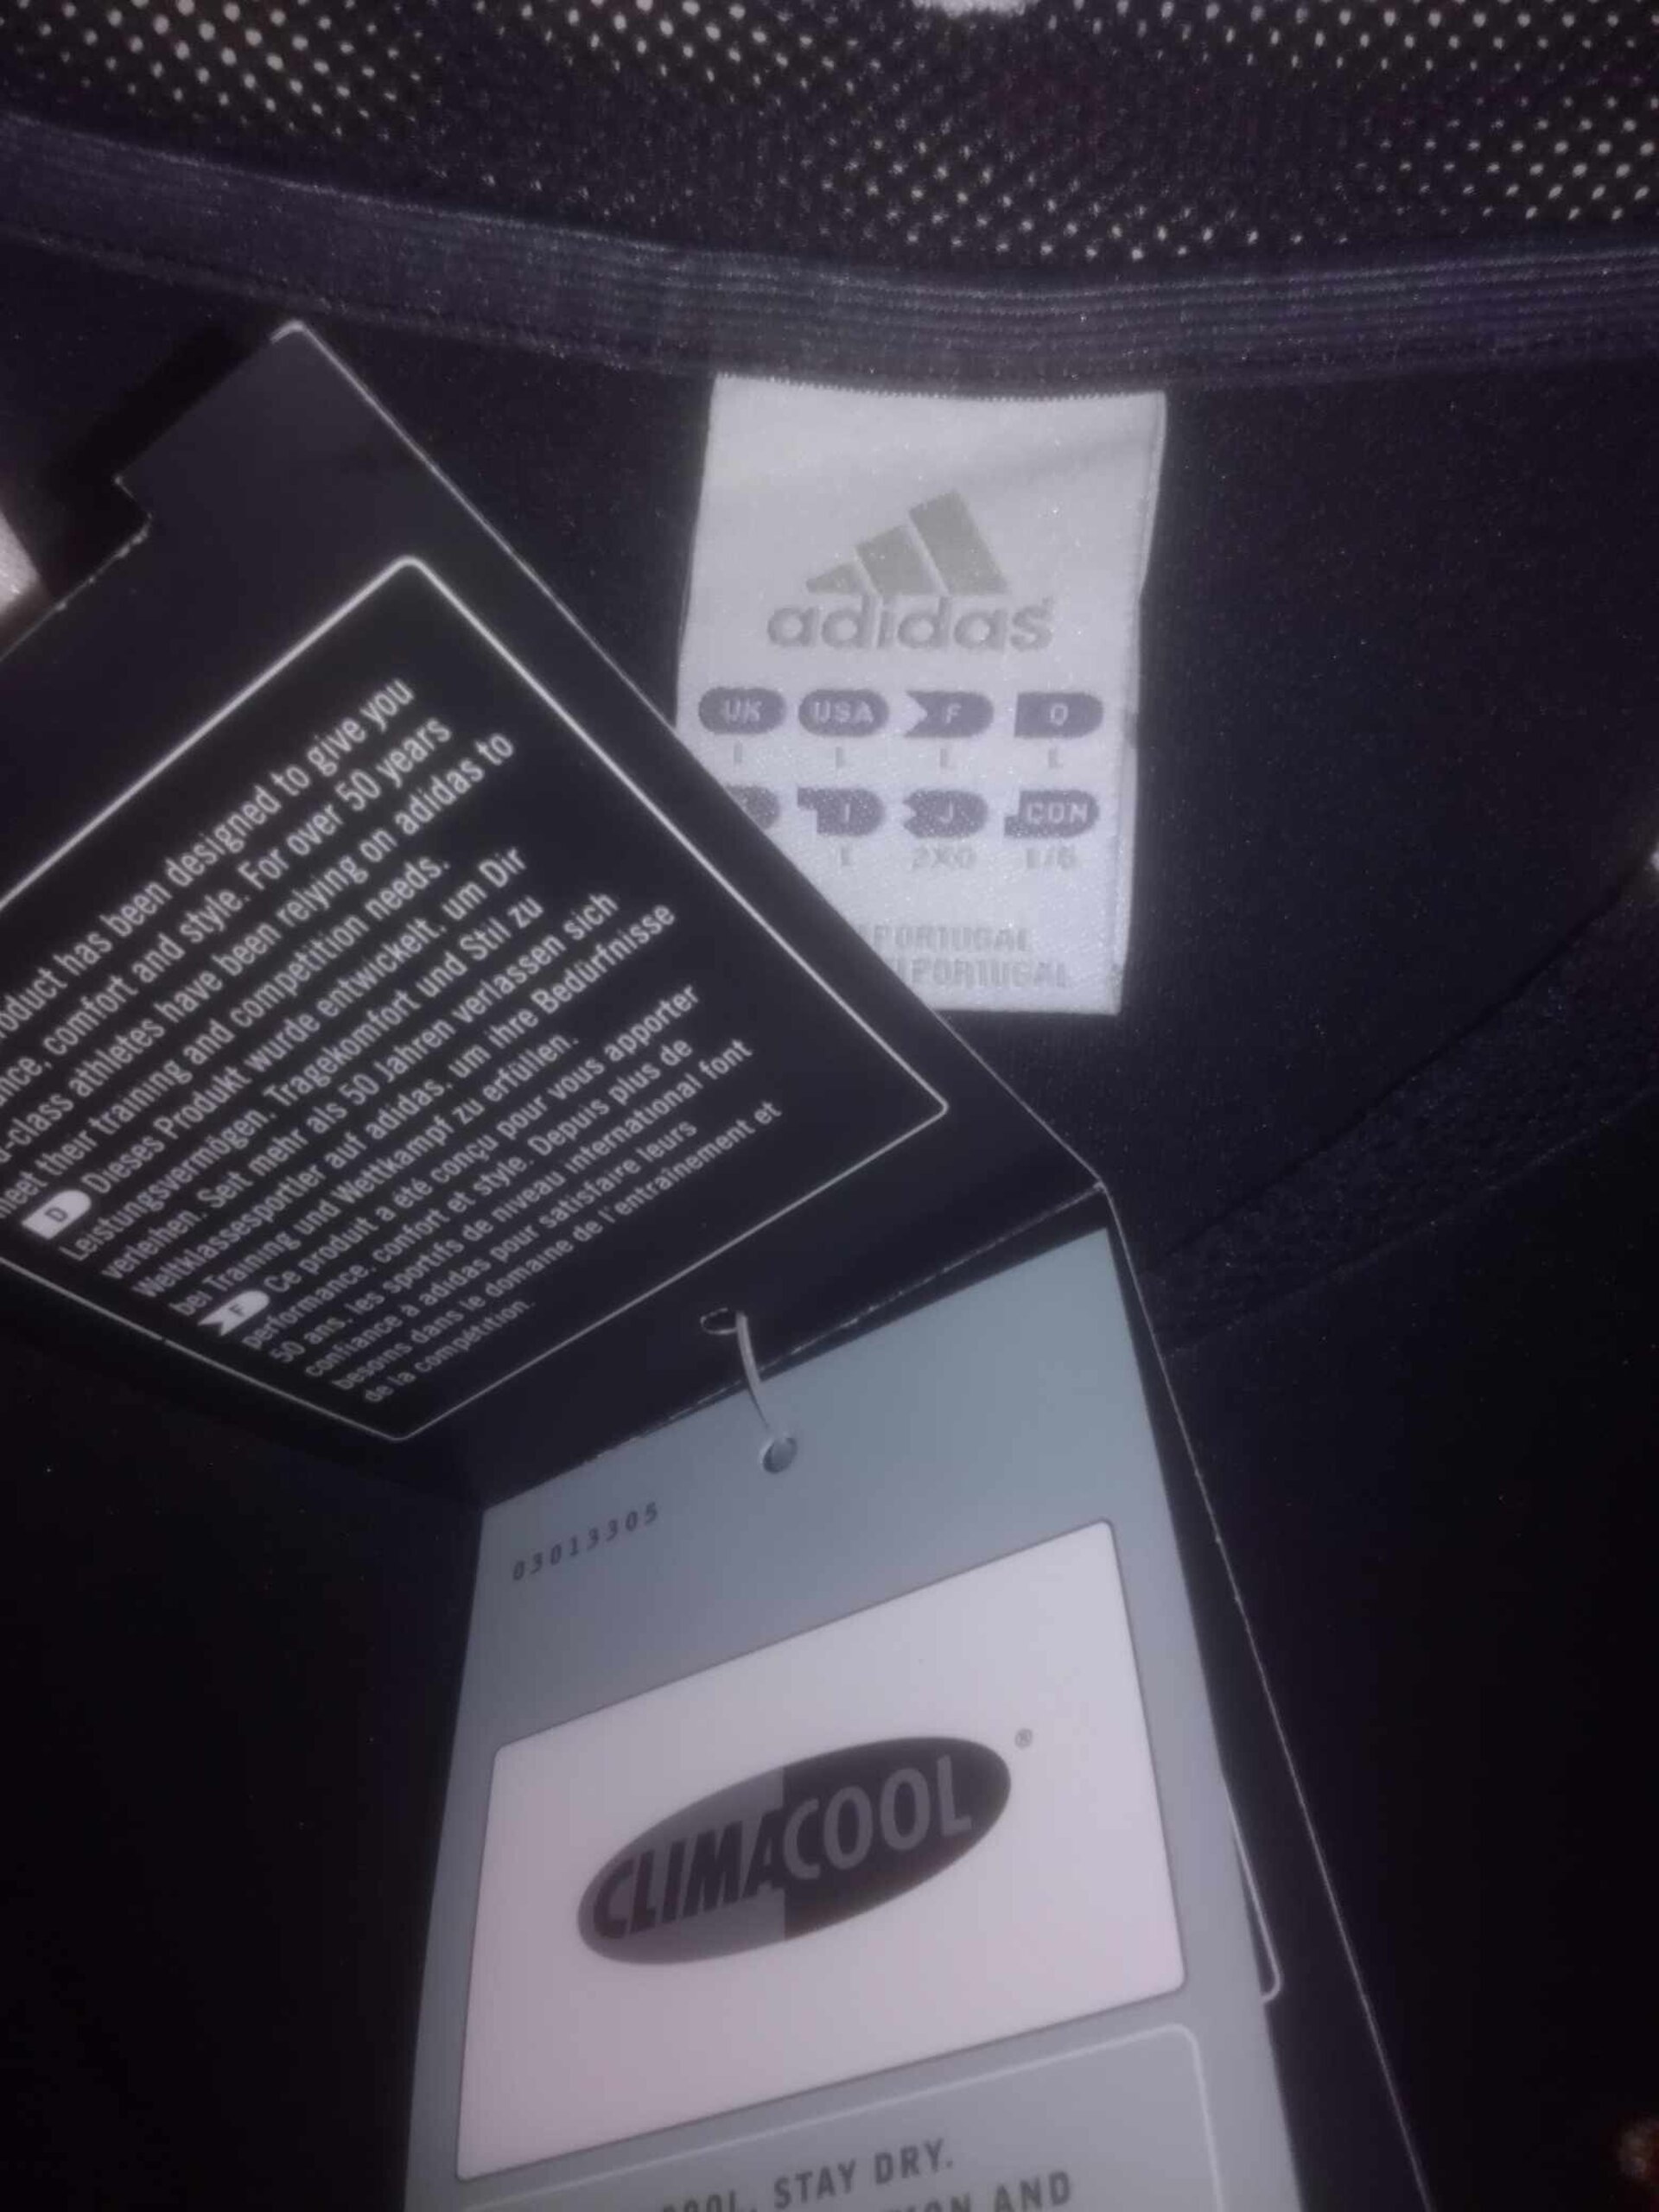 adidas
UK USA F D
L L L L
I J CDN
L 2XO
PORTUGAL
PORTUGAL
has been designed to give you
comfort and style. For over 50 years
athletes have been relying on adidas to
their training and competition needs.
D Dieses Produkt wurde entwickelt, um Dir
Leistungsvermögen, Tragekomfort und Stil zu
verleihen. Seit mehr als 50 Jahren verlassen sich
Weltklassesportler auf adidas, um ihre Bedürfnisse
bei Training und Wettkampf zu erfüllen.
F Ce produit a été conçu pour vous apporter
performance, confort et style. Depuis plus de
50 ans, les sportifs de niveau international font
confiance à adidas pour satisfaire leurs
besoins dans le domaine de l'entraînement et
de la compétition.
03013305
CLIMACOOL®
STAY DRY.
AND